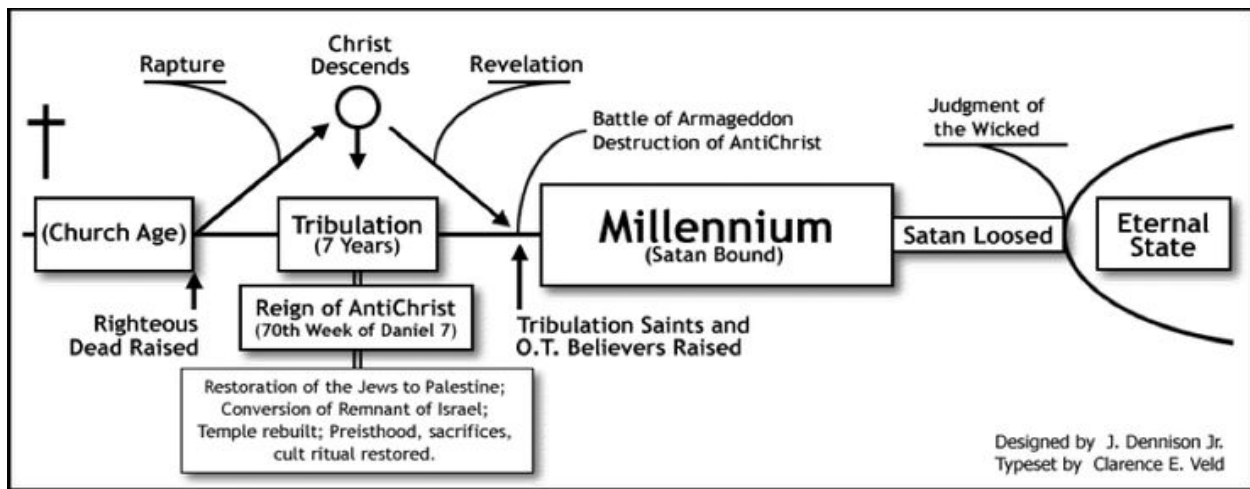 Rapture
Christ
Descends
Revelation
Battle of Armageddon
Destruction of AntiChrist
Judgment of
the Wicked
(Church Age)
Tribulation
(7 Years)
Millennium
(Satan Bound)
Satan Loosed
Eternal
State
Righteous
Dead Raised
Reign of AntiChrist
(70th Week of Daniel 7)
Tribulation Saints and
O.T. Believers Raised
Restoration of the Jews to Palestine;
Conversion of Remnant of Israel;
Temple rebuilt; Preisthood, sacrifices,
cult ritual restored.
Designed by J. Dennison Jr.
Typeset by Clarence E. Veld